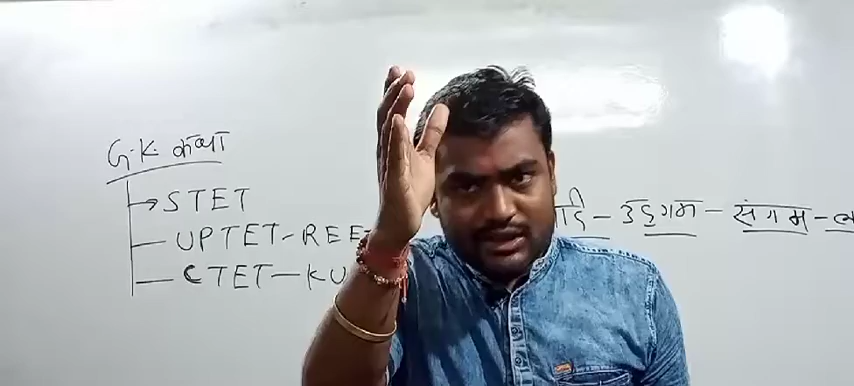 G.K. कक्षा
STET
UPTET-REE
CTET-KU
उद्गम - संगम -